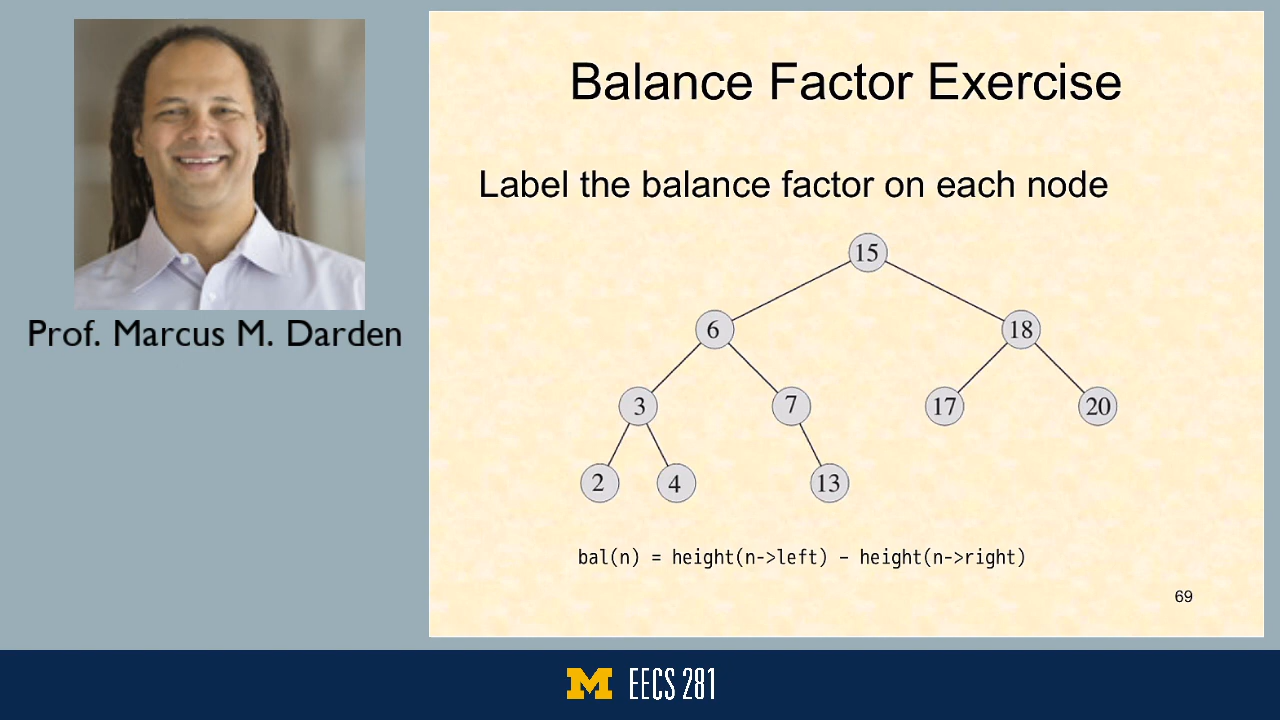 Prof. Marcus M. Darden
Balance Factor Exercise
Label the balance factor on each node
15
6 18
3 7 17 20
2 4 13
bal(n) = height(n->left) - height(n->right)
69
M EECS 281